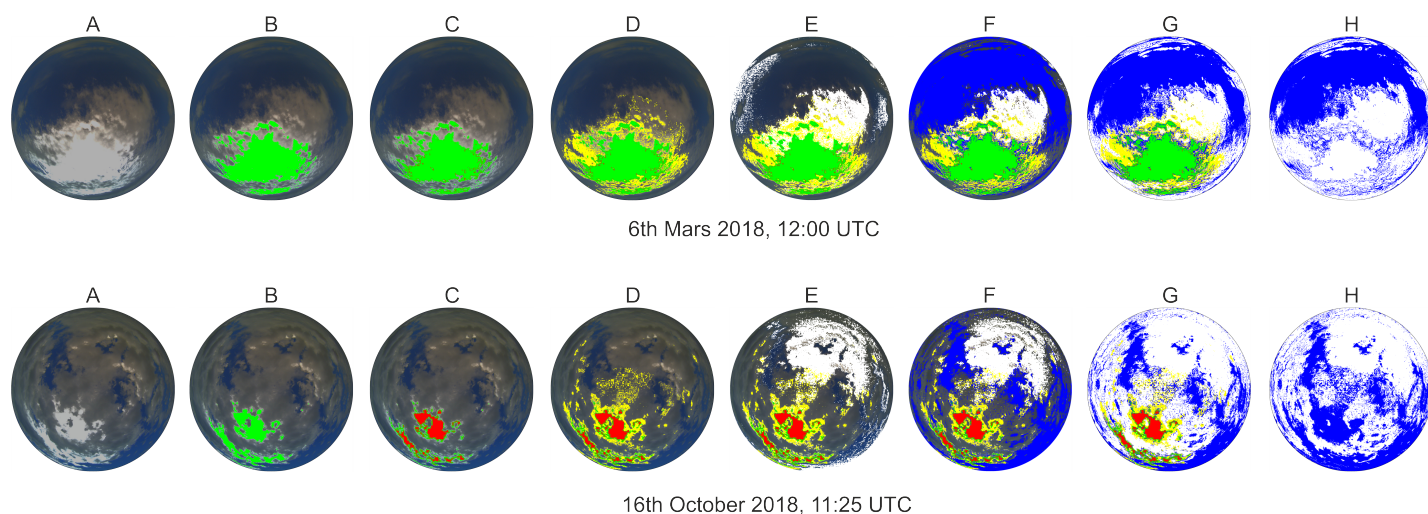 A B C D E F G H
6th Mars 2018, 12:00 UTC
A B C D E F G H
16th October 2018, 11:25 UTC